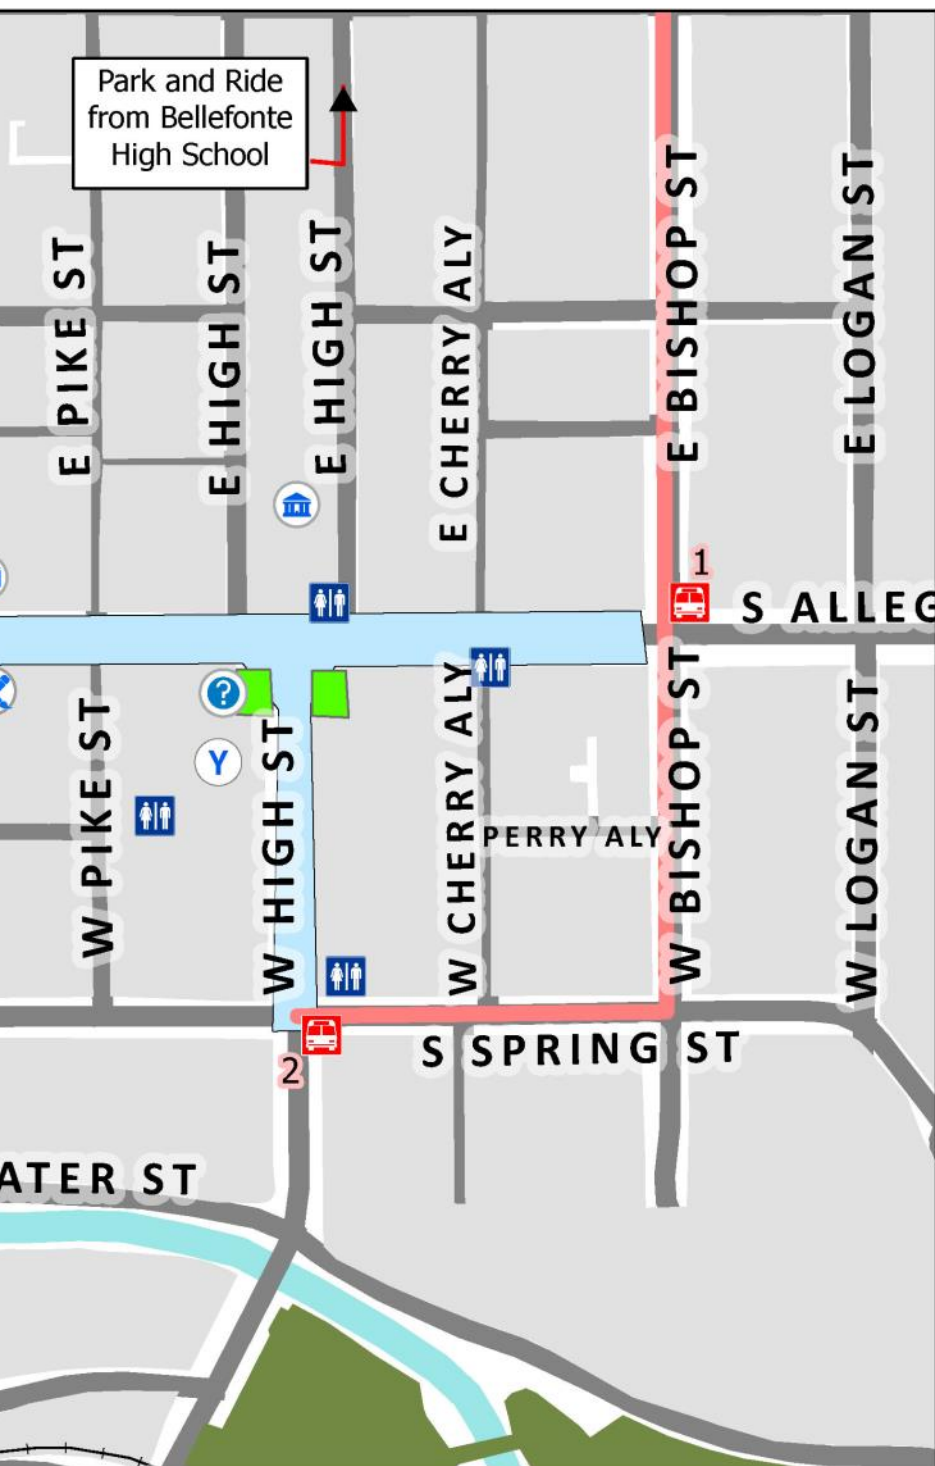 Park and Ride
from Bellefonte
High School
E PIKE ST
E HIGH ST
E HIGH ST
E CHERRY ALY
E BISHOP ST
E LOGAN ST
1
S ALLEG
?
Y
W PIKE ST
W HIGH ST
W CHERRY ALY
PERRY ALY
W BISHOP ST
W LOGAN ST
S SPRING ST
2
ATER ST